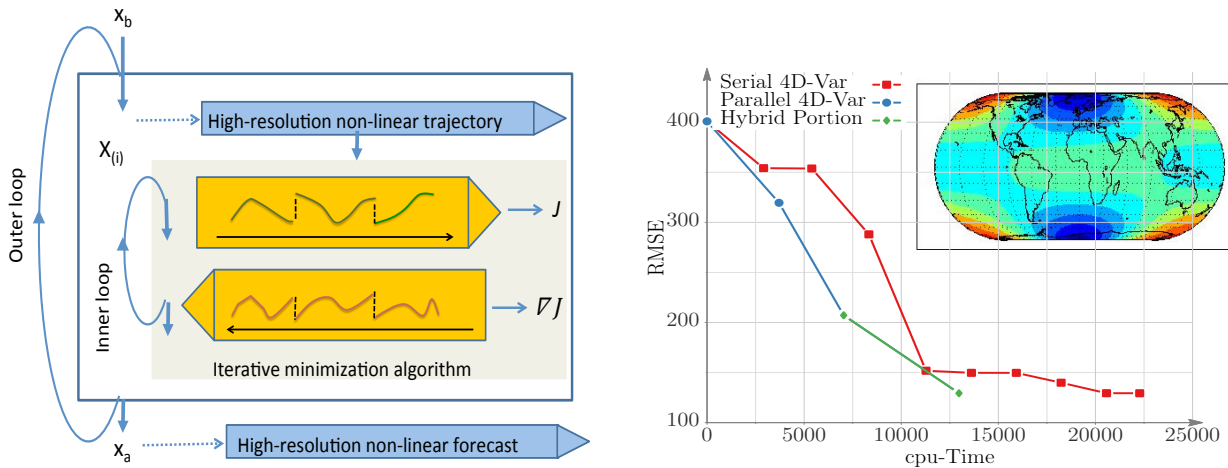 x_b
High-resolution non-linear trajectory
X_(i)
Outer loop
Inner loop
J
∇J
Iterative minimization algorithm
x_a
High-resolution non-linear forecast
Serial 4D-Var
Parallel 4D-Var
Hybrid Portion
400
300
200
100
RMSE
0
5000
10000
15000
20000
25000
cpu-Time